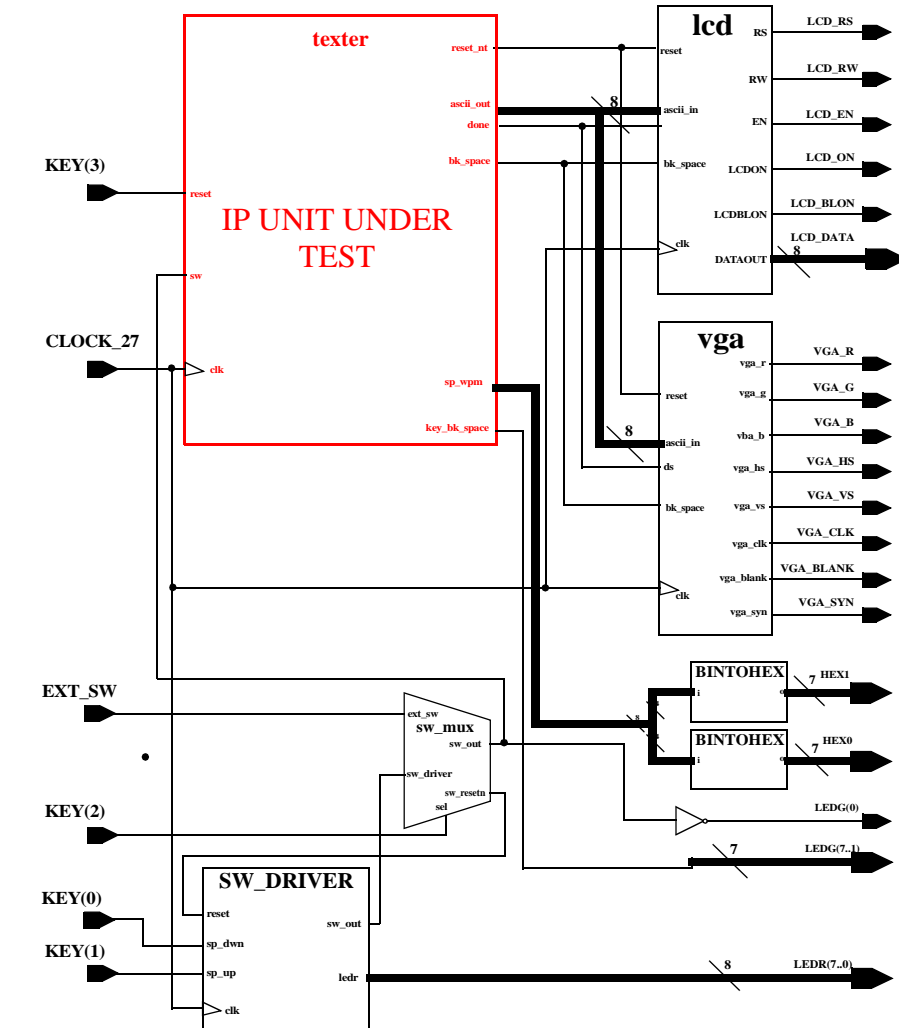 texter
reset_nt
ascii_out
done
bk_space
KEY(3)
reset
IP UNIT UNDER
TEST
sw
CLOCK_27
clk
sp_wpm
key_bk_space
lcd
reset
8
ascii_in
bk_space
clk
RS
LCD_RS
RW
LCD_RW
EN
LCD_EN
LCDON
LCD_ON
LCDBLON
LCD_BLON
DATAOUT
LCD_DATA
8
vga
reset
8
ascii_in
ds
bk_space
clk
vga_r
VGA_R
vga_g
VGA_G
vba_b
VGA_B
vga_hs
VGA_HS
vga_vs
VGA_VS
vga_clk
VGA_CLK
vga_blank
VGA_BLANK
vga_syn
VGA_SYN
BINTOHEX
i
o
7
HEX1
8
BINTOHEX
i
o
7
HEX0
EXT_SW
ext_sw
sw_mux
sw_out
sw_driver
sw_resetn
sel
KEY(2)
LEDG(0)
7
LEDG(7..1)
SW_DRIVER
KEY(0)
reset
sw_out
sp_dwn
KEY(1)
sp_up
ledr
8
LEDR(7..0)
clk